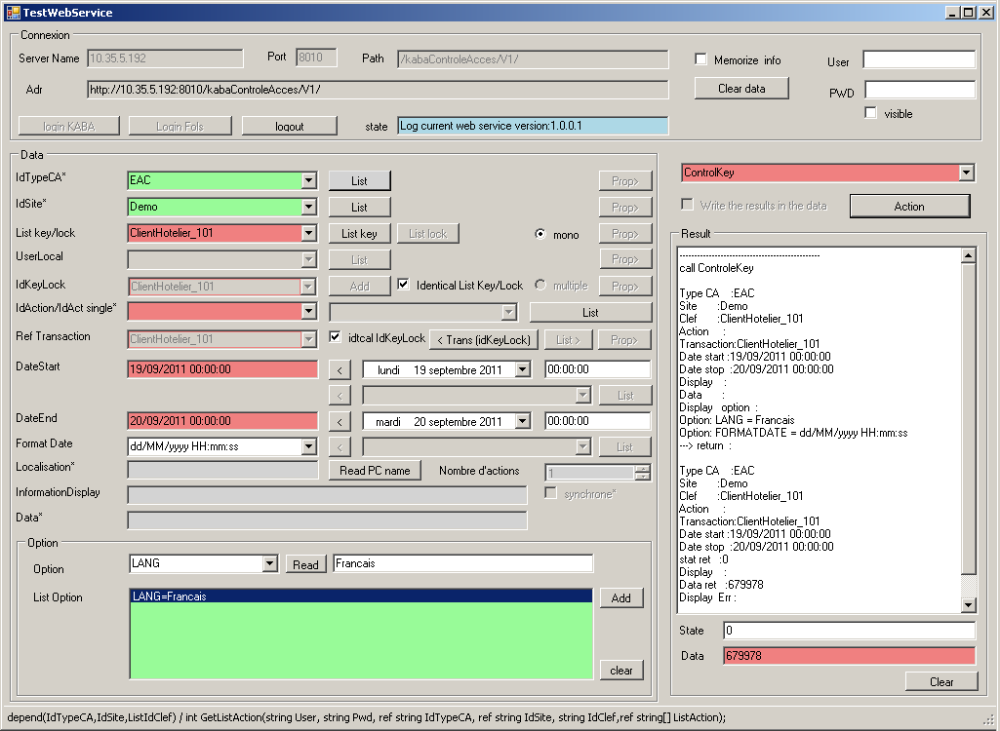 TestWebService
Connexion
Server Name 10.35.5.192 Port 8010 Path /kabaControleAcces/V1/ Memorize info User
Adr http://10.35.5.192:8010/kabaControleAcces/V1/ Clear data PWD
visible
login KABA Login Fols logout state Log current web service version:1.0.0.1
Data
IdTypeCA* EAC List Prop>
IdSite* Demo List Prop>
List key/lock ClientHotelier_101 List key List lock mono Prop>
UserLocal List Prop>
IdKeyLock ClientHotelier_101 Add Identical List Key/Lock multiple Prop>
IdAction/IdAct single* List
Ref Transaction ClientHotelier_101 idtcal IdKeyLock < Trans (idKeyLock) List > Prop>
DateStart 19/09/2011 00:00:00 < lundi 19 septembre 2011 00:00:00
< List
DateEnd 20/09/2011 00:00:00 < mardi 20 septembre 2011 00:00:00
Format Date dd/MM/yyyy HH:mm:ss < List
Localisation* Read PC name Nombre d'actions 1
InformationDisplay synchrone*
Data*
Option
Option LANG Read Francais
List Option LANG=Francais Add
clear
ControlKey
Write the results in the data Action
Result
------------------------------------------------
call ControleKey
Type CA :EAC
Site :Demo
Clef :ClientHotelier_101
Action :
Transaction:ClientHotelier_101
Date start :19/09/2011 00:00:00
Date stop :20/09/2011 00:00:00
Display :
Data :
Display option :
Option: LANG = Francais
Option: FORMATDATE = dd/MM/yyyy HH:mm:ss
---> return :
Type CA :EAC
Site :Demo
Clef :ClientHotelier_101
Action :
Transaction:ClientHotelier_101
Date start :19/09/2011 00:00:00
Date stop :20/09/2011 00:00:00
stat ret :0
Display :
Data ret :679978
Display Err :
State 0
Data 679978
Clear
depend(IdTypeCA,IdSite,ListIdClef) / int GetListAction(string User, string Pwd, ref string IdTypeCA, ref string IdSite, string IdClef,ref string[] ListAction);